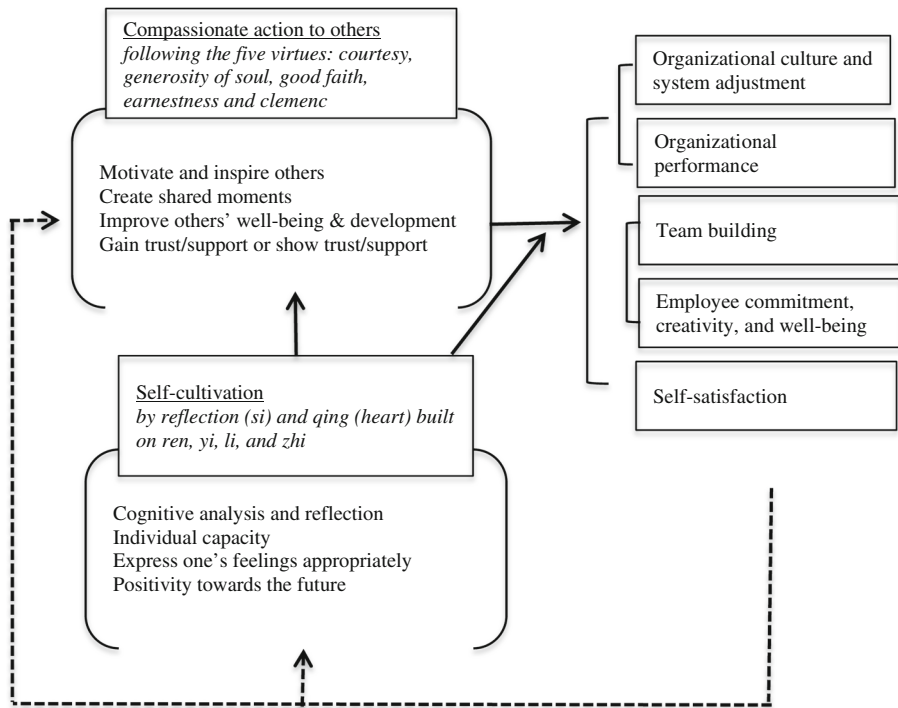 Compassionate action to others
following the five virtues: courtesy,
generosity of soul, good faith,
earnestness and clemenc
Motivate and inspire others
Create shared moments
Improve others’ well-being & development
Gain trust/support or show trust/support
Self-cultivation
by reflection (si) and qing (heart) built
on ren, yi, li, and zhi
Cognitive analysis and reflection
Individual capacity
Express one’s feelings appropriately
Positivity towards the future
Organizational culture and
system adjustment
Organizational
performance
Team building
Employee commitment,
creativity, and well-being
Self-satisfaction